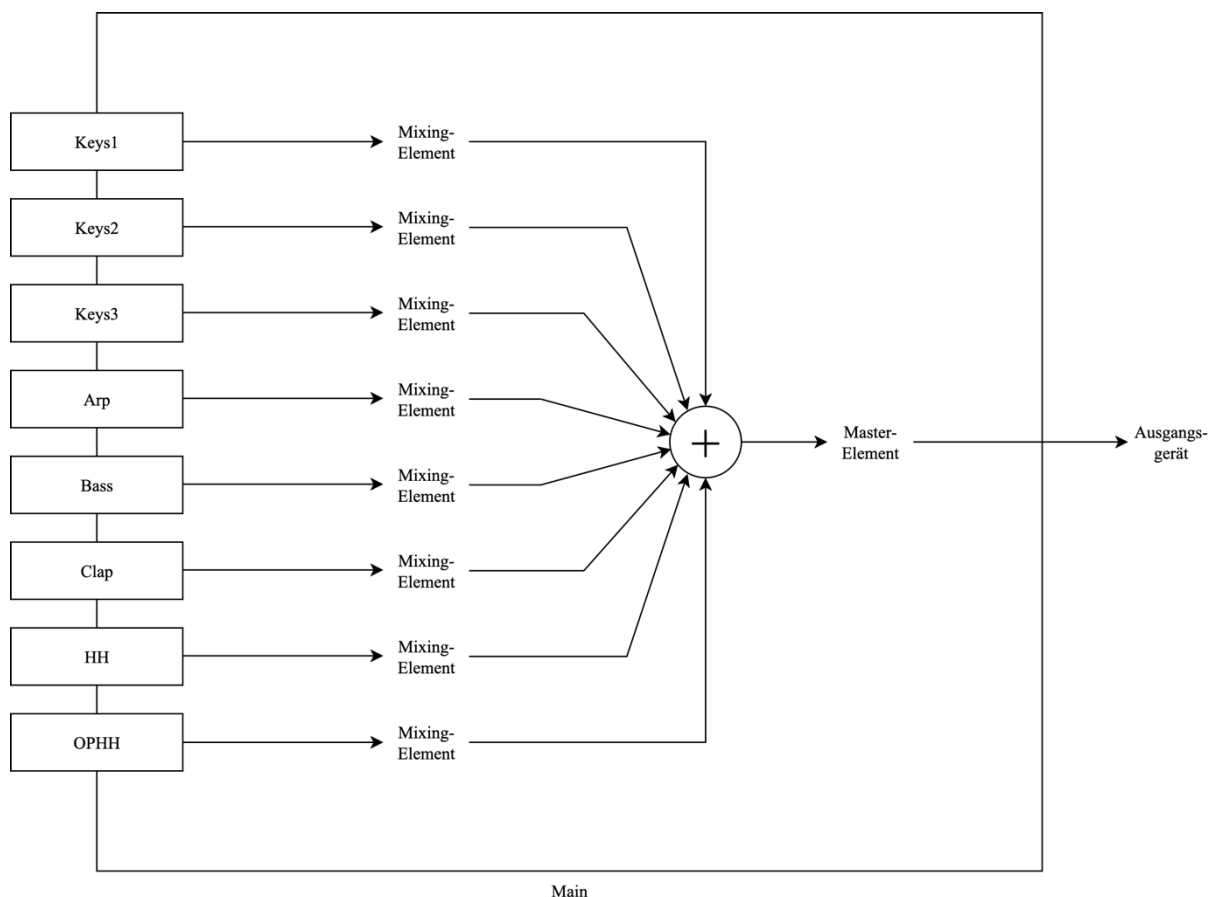 Keys1
Mixing-
Element
Keys2
Mixing-
Element
Keys3
Mixing-
Element
Arp
Mixing-
Element
Bass
Mixing-
Element
Clap
Mixing-
Element
HH
Mixing-
Element
OPHH
Mixing-
Element
+
Master-
Element
Ausgangs-
gerät
Main